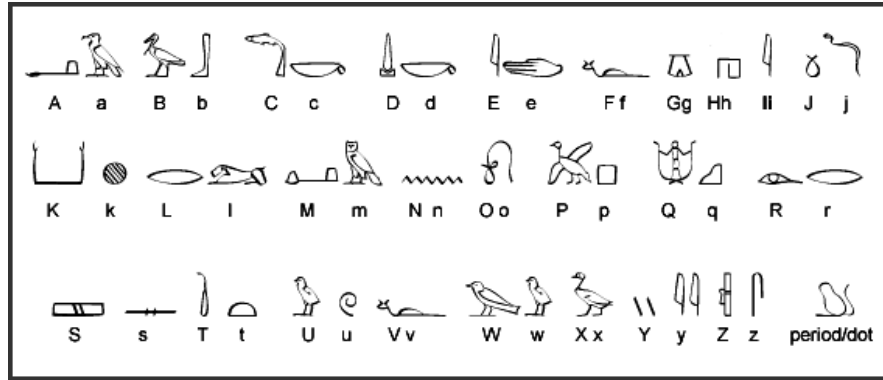 A a B b C c D d E e F f G g H h I i J j
K k L l M m N n O o P p Q q R r
S s T t U u V v W w X x Y y Z z period/dot